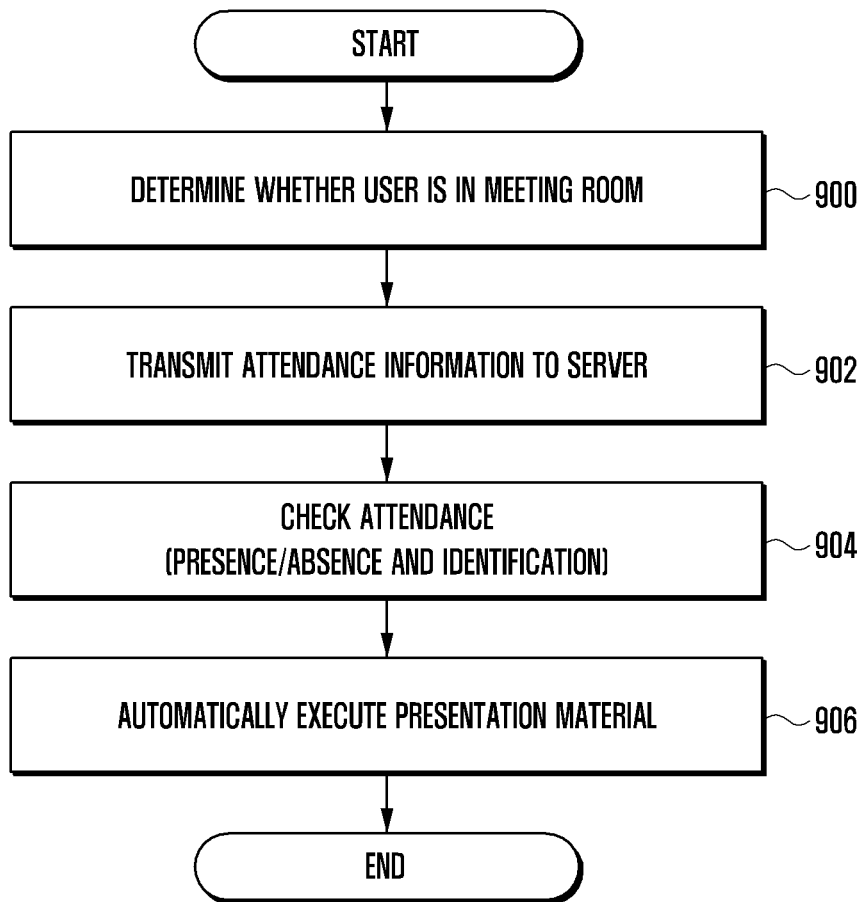 START
DETERMINE WHETHER USER IS IN MEETING ROOM
900
TRANSMIT ATTENDANCE INFORMATION TO SERVER
902
CHECK ATTENDANCE
(PRESENCE/ABSENCE AND IDENTIFICATION)
904
AUTOMATICALLY EXECUTE PRESENTATION MATERIAL
906
END